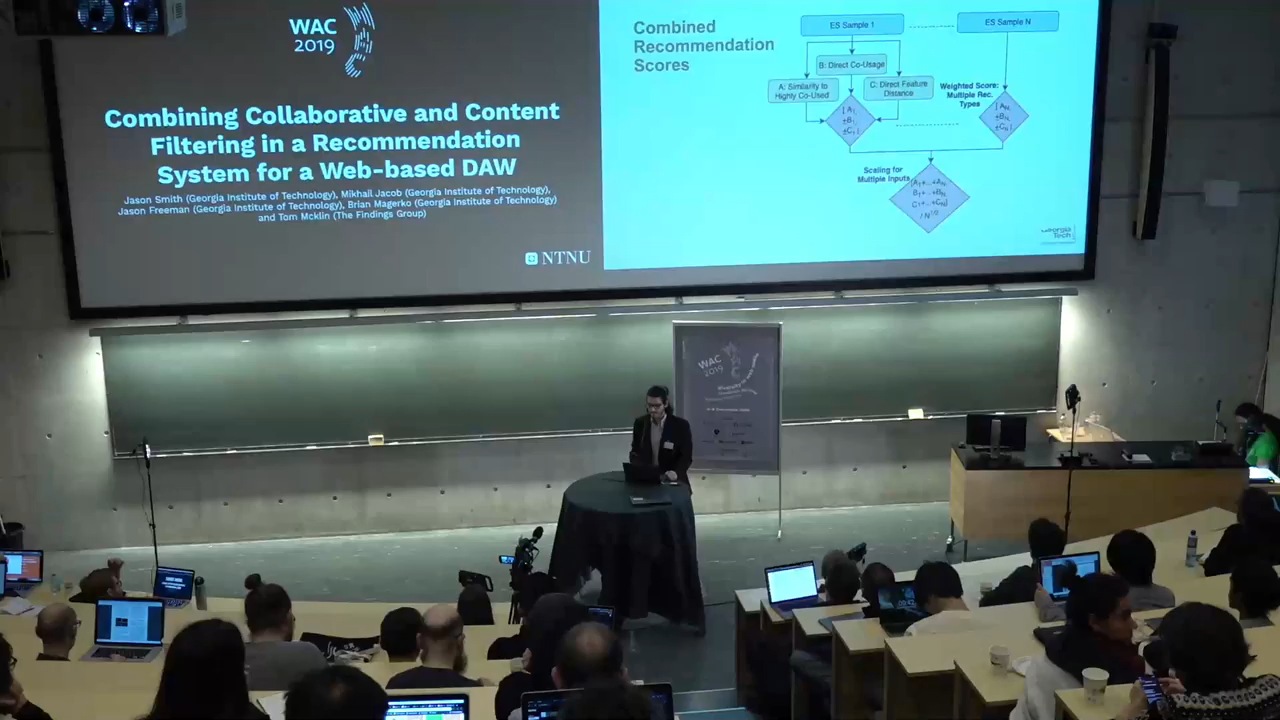 WAC
2019
Combining Collaborative and Content
Filtering in a Recommendation
System for a Web-based DAW
Jason Smith (Georgia Institute of Technology), Mikhail Jacob (Georgia Institute of Technology),
Jason Freeman (Georgia Institute of Technology), Brian Magerko (Georgia Institute of Technology)
and Tom Mcklin (The Findings Group)
NTNU
Combined
Recommendation
Scores
ES Sample 1
ES Sample N
B: Direct Co-Usage
A: Similarity to
Highly Co-Used
C: Direct Feature
Distance
Weighted Score:
Multiple Rec.
Types
Scaling for
Multiple Inputs
Georgia
Tech
WAC
2019